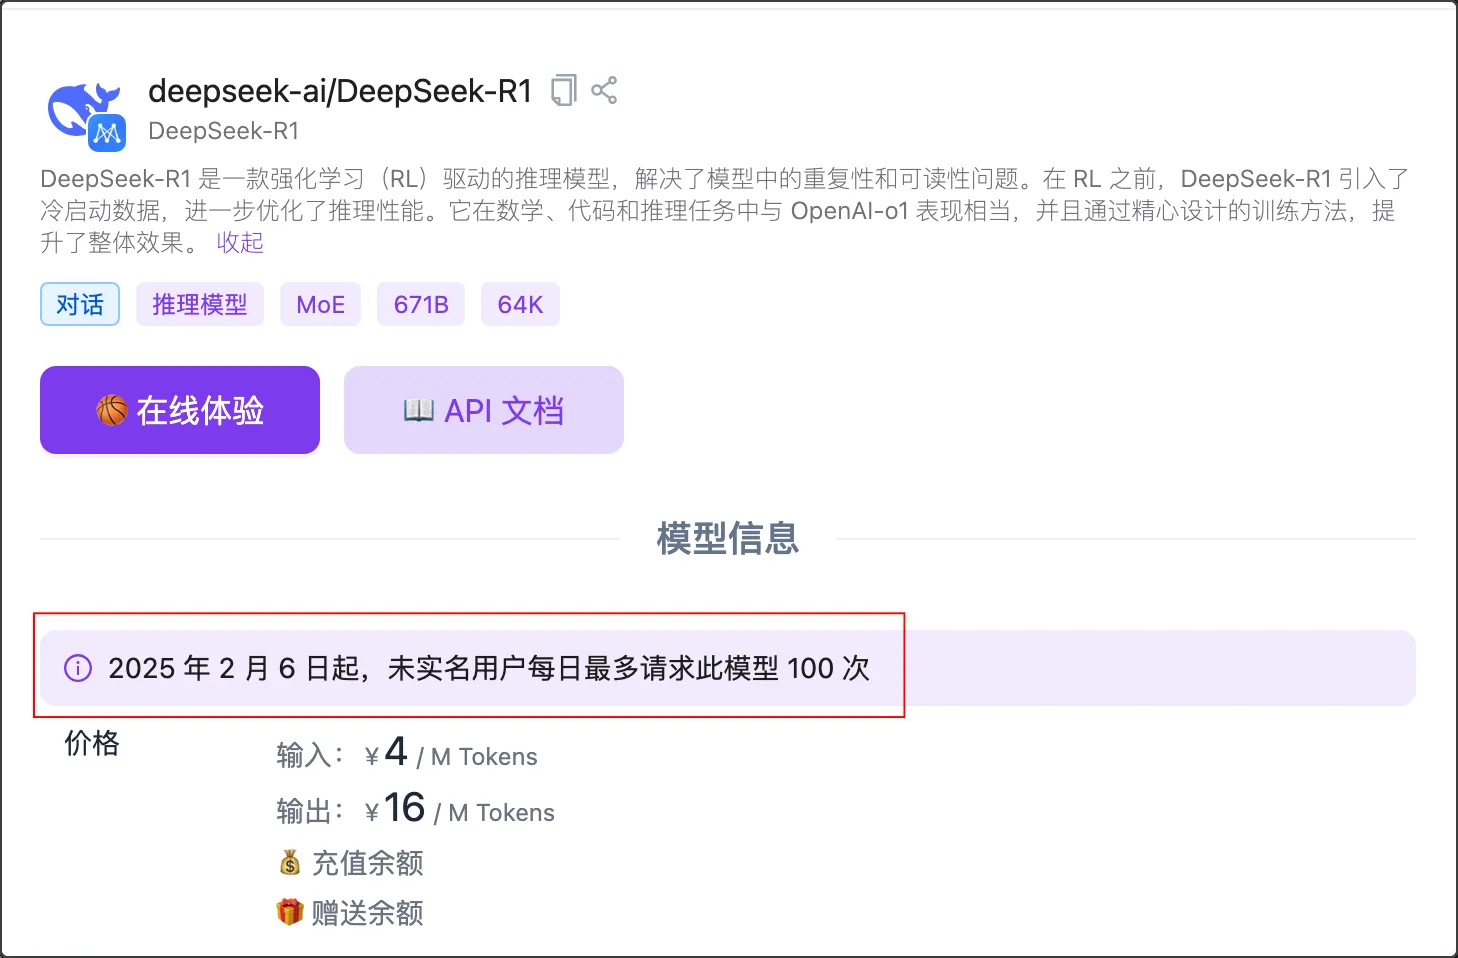 deepseek-ai/DeepSeek-R1
DeepSeek-R1
DeepSeek-R1 是一款强化学习（RL）驱动的推理模型，解决了模型中的重复性和可读性问题。在 RL 之前，DeepSeek-R1 引入了
冷启动数据，进一步优化了推理性能。它在数学、代码和推理任务中与 OpenAI-o1 表现相当，并且通过精心设计的训练方法，提
升了整体效果。 收起
对话 推理模型 MoE 671B 64K
在线体验 API 文档
模型信息
2025 年 2 月 6 日起，未实名用户每日最多请求此模型 100 次
价格
输入： ￥4 / M Tokens
输出： ￥16 / M Tokens
充值余额
赠送余额